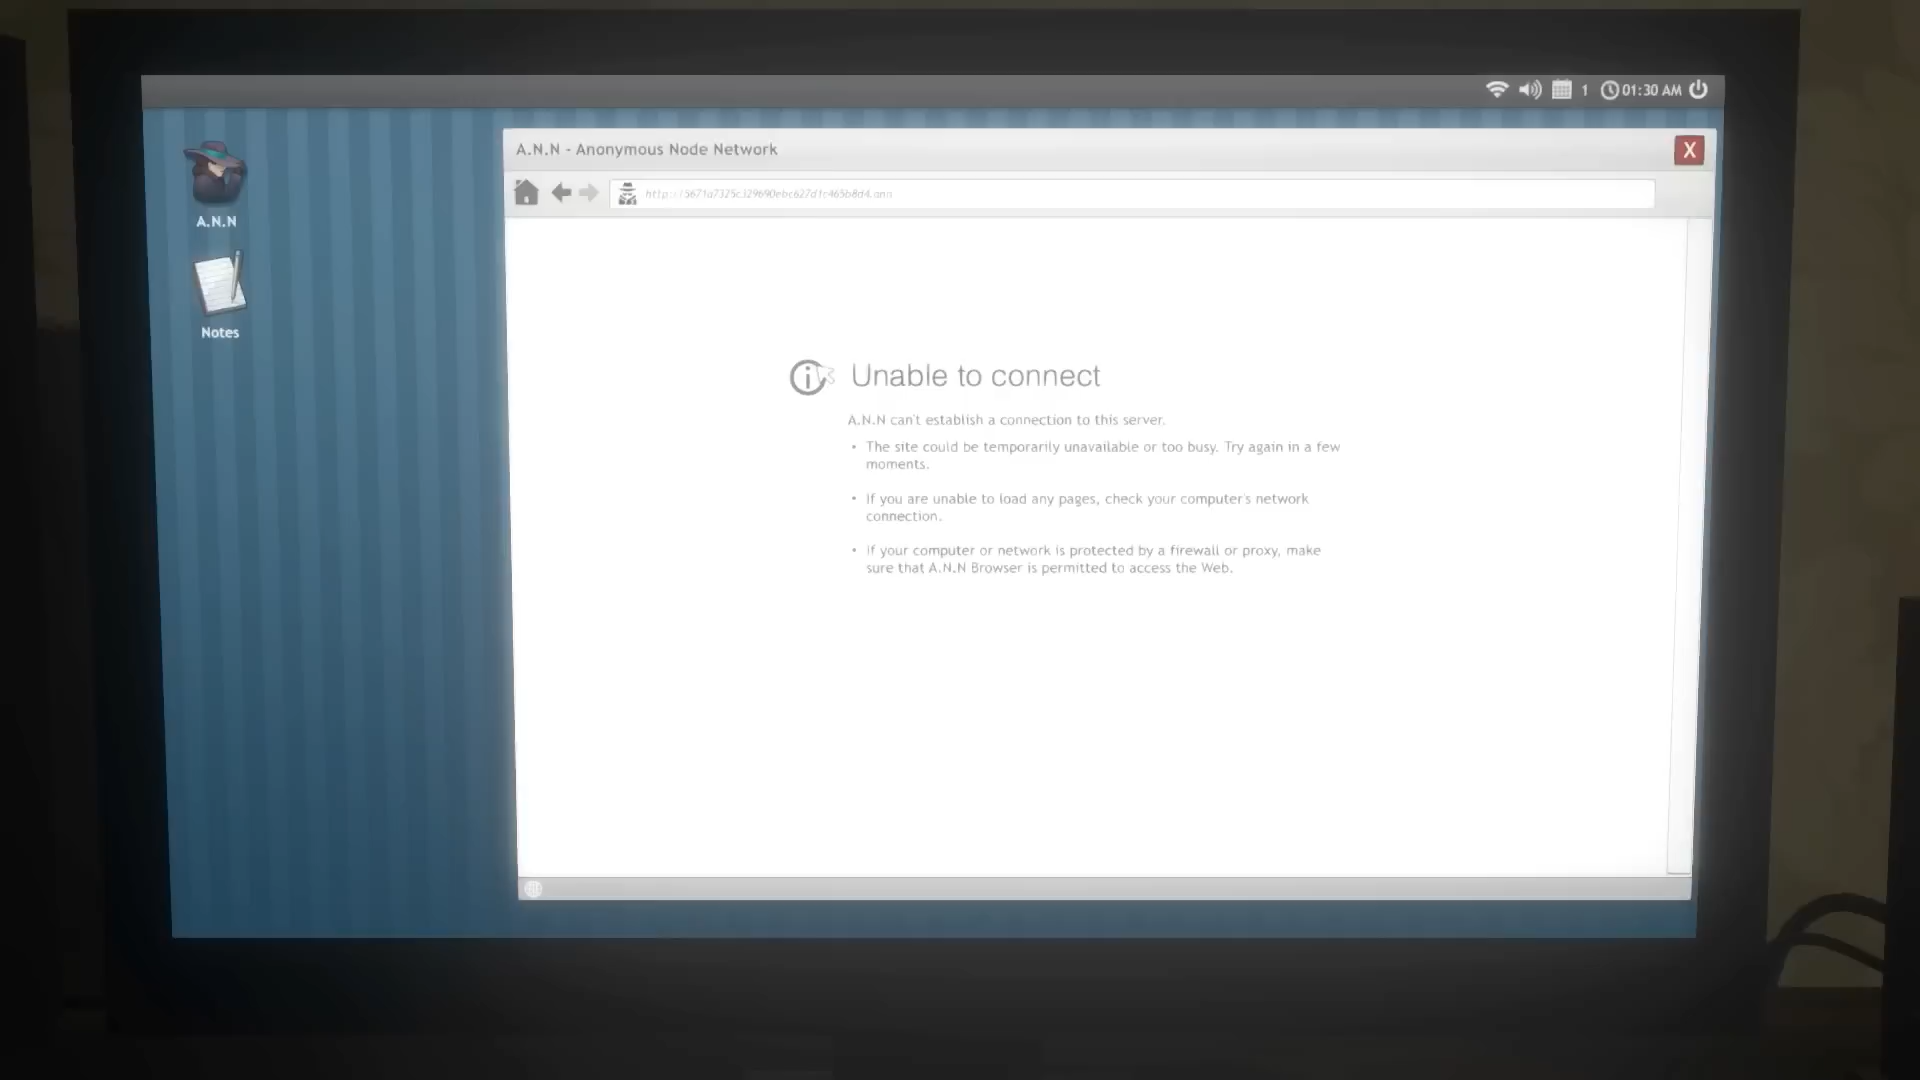 1 01:30 AM
A.N.N - Anonymous Node Network
X
A.N.N
Notes
Unable to connect
A.N.N can't establish a connection to this server.
• The site could be temporarily unavailable or too busy. Try again in a few
moments.
• If you are unable to load any pages, check your computer's network
connection.
• If your computer or network is protected by a firewall or proxy, make
sure that A.N.N Browser is permitted to access the Web.